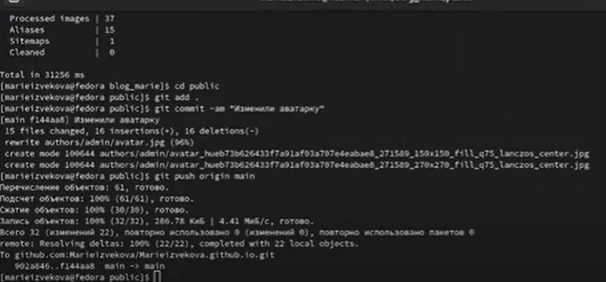 Processed images | 37
Aliases | 15
Sitemaps | 1
Cleaned | 0
Total in 31256 ms
[marieizvekova@fedora blog_marie]$ cd public
[marieizvekova@fedora public]$ git add .
[marieizvekova@fedora public]$ git commit -am "Изменили аватарку"
[main f144aa8] Изменили аватарку
15 files changed, 16 insertions(+), 16 deletions(-)
rewrite authors/admin/avatar.jpg (96%)
create mode 100644 authors/admin/avatar_hueb73b626433f7a91af03a707e4eabae8_271589_150x150_fill_q75_lanczos_center.jpg
create mode 100644 authors/admin/avatar_hueb73b626433f7a91af03a707e4eabae8_271589_270x270_fill_q75_lanczos_center.jpg
[marieizvekova@fedora public]$ git push origin main
Перечисление объектов: 61, готово.
Подсчет объектов: 100% (61/61), готово.
Сжатие объектов: 100% (30/30), готово.
Запись объектов: 100% (32/32), 286.78 КиБ | 4.41 МиБ/с, готово.
Всего 32 (изменений 22), повторно использовано 0 (изменений 0), повторно использовано пакетов 0
remote: Resolving deltas: 100% (22/22), completed with 22 local objects.
To github.com:Marieizvekova/Marieizvekova.github.io.git
902a846..f144aa8 main -> main
[marieizvekova@fedora public]$